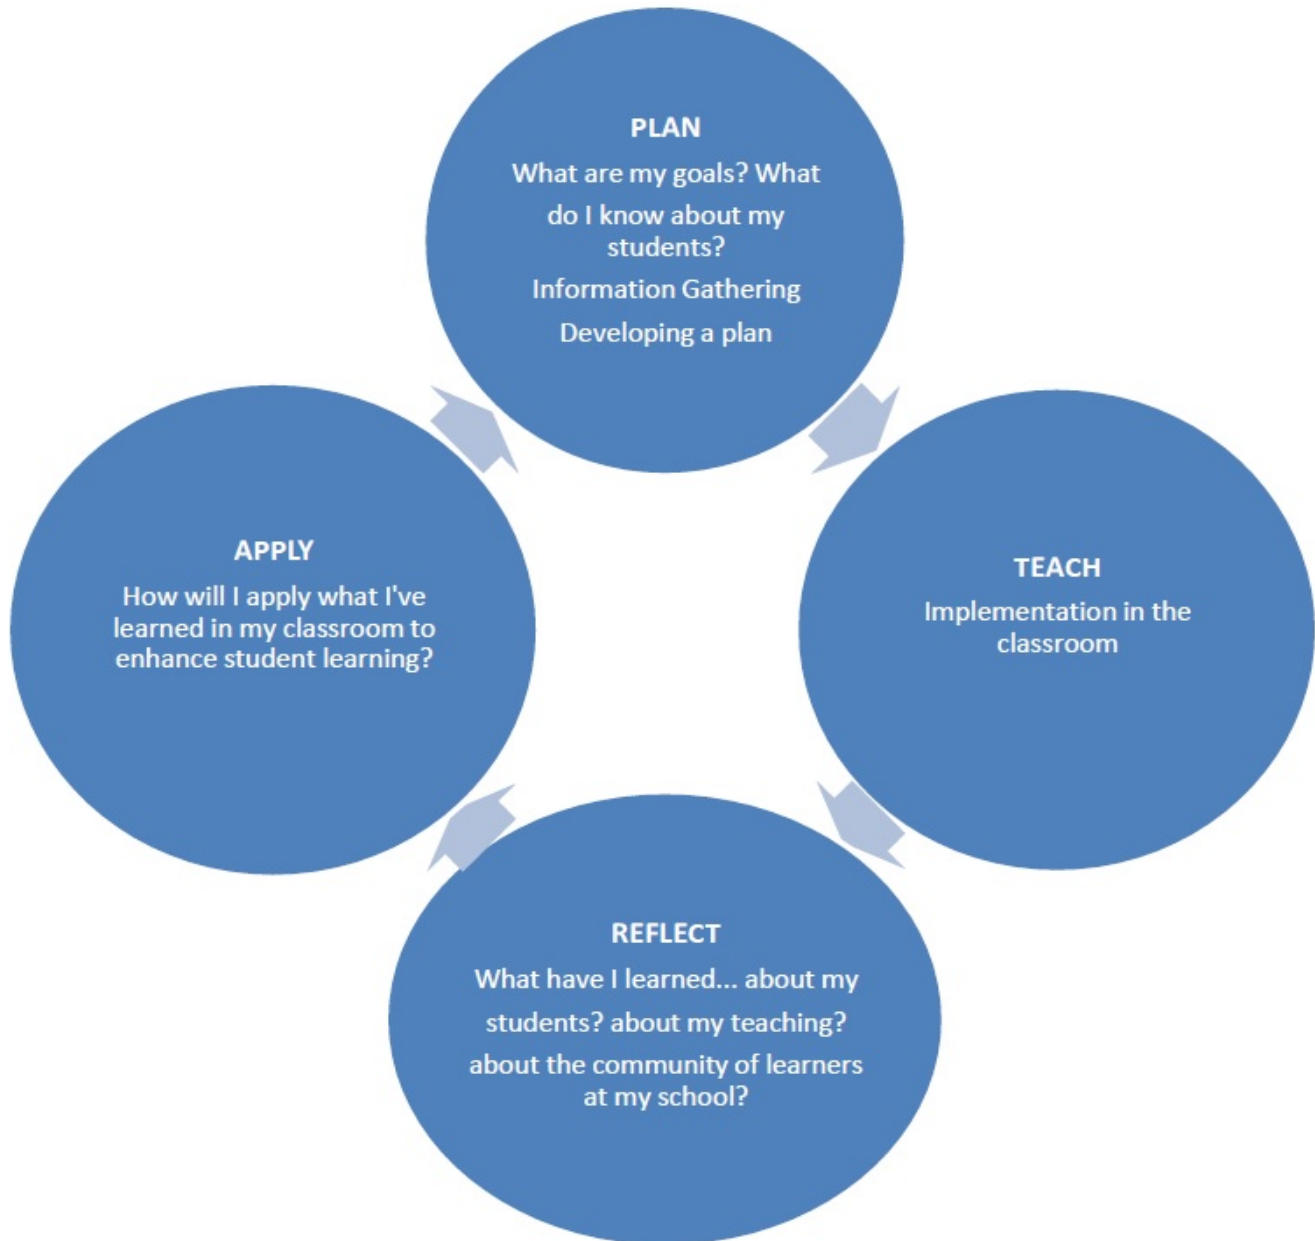 PLAN
What are my goals? What
do I know about my
students?
Information Gathering
Developing a plan
TEACH
Implementation in the
classroom
REFLECT
What have I learned... about my
students? about my teaching?
about the community of learners
at my school?
APPLY
How will I apply what I've
learned in my classroom to
enhance student learning?